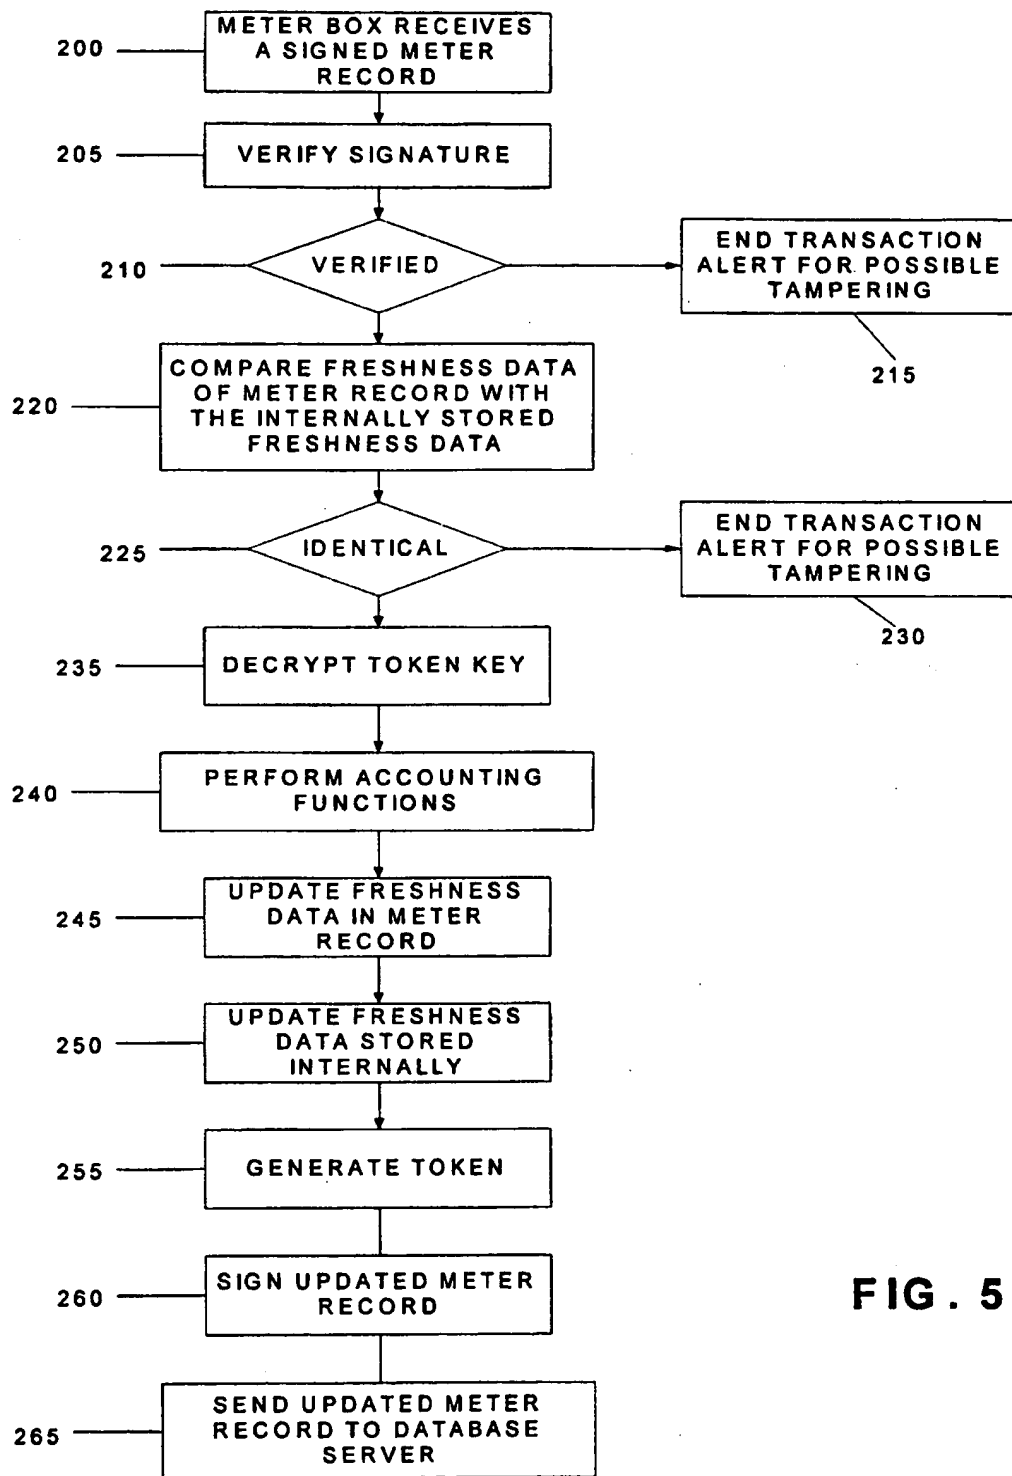 200
METER BOX RECEIVES
A SIGNED METER
RECORD
205
VERIFY SIGNATURE
210
VERIFIED
END TRANSACTION
ALERT FOR POSSIBLE
TAMPERING
215
220
COMPARE FRESHNESS DATA
OF METER RECORD WITH
THE INTERNALLY STORED
FRESHNESS DATA
225
IDENTICAL
END TRANSACTION
ALERT FOR POSSIBLE
TAMPERING
230
235
DECRYPT TOKEN KEY
240
PERFORM ACCOUNTING
FUNCTIONS
245
UPDATE FRESHNESS
DATA IN METER
RECORD
250
UPDATE FRESHNESS
DATA STORED
INTERNALLY
255
GENERATE TOKEN
260
SIGN UPDATED METER
RECORD
FIG. 5
265
SEND UPDATED METER
RECORD TO DATABASE
SERVER